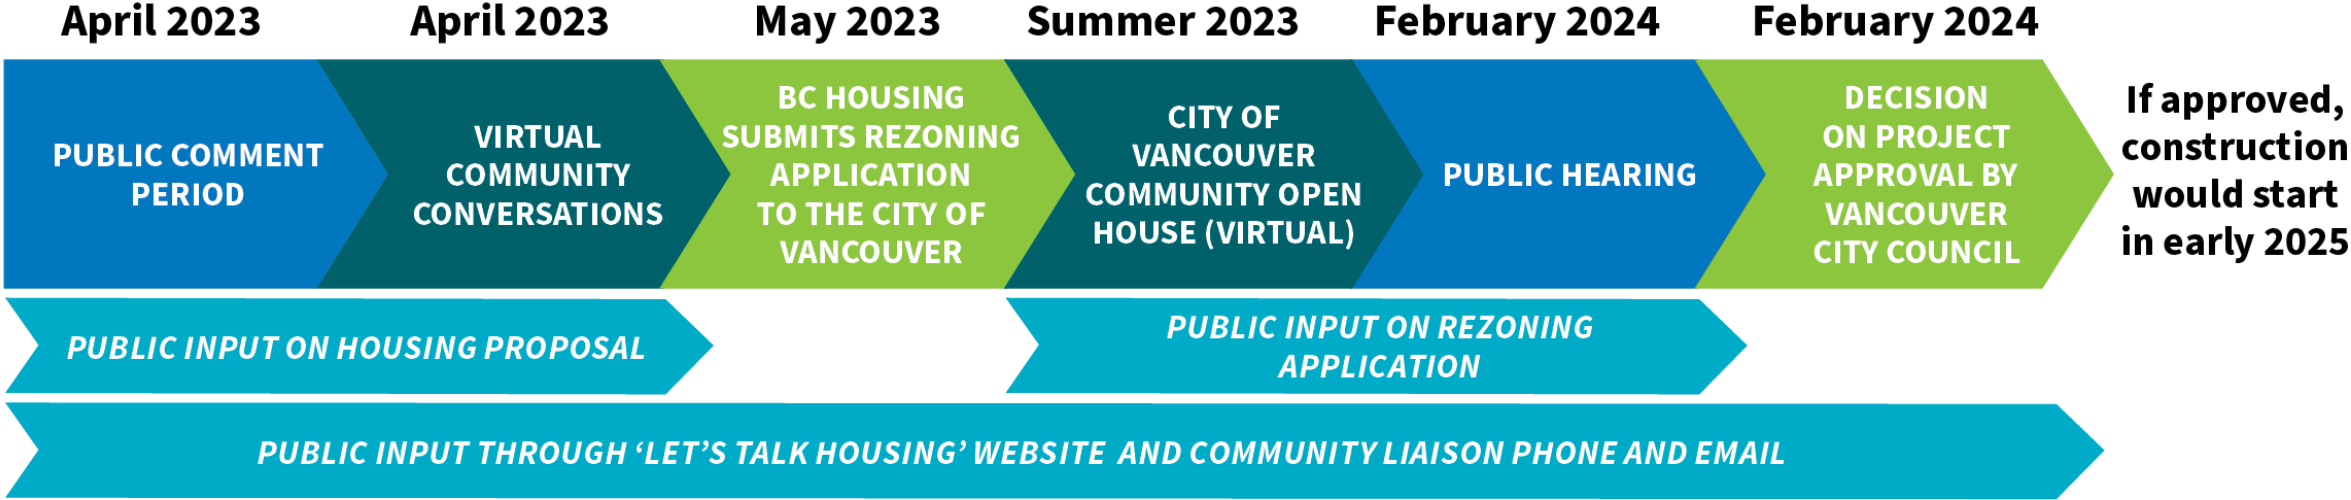 April 2023
April 2023
May 2023
Summer 2023
February 2024
February 2024
PUBLIC COMMENT
PERIOD
VIRTUAL
COMMUNITY
CONVERSATIONS
BC HOUSING
SUBMITS REZONING
APPLICATION
TO THE CITY OF
VANCOUVER
CITY OF
VANCOUVER
COMMUNITY OPEN
HOUSE (VIRTUAL)
PUBLIC HEARING
DECISION
ON PROJECT
APPROVAL BY
VANCOUVER
CITY COUNCIL
If approved,
construction
would start
in early 2025
PUBLIC INPUT ON HOUSING PROPOSAL
PUBLIC INPUT ON REZONING
APPLICATION
PUBLIC INPUT THROUGH ‘LET’S TALK HOUSING’ WEBSITE AND COMMUNITY LIAISON PHONE AND EMAIL